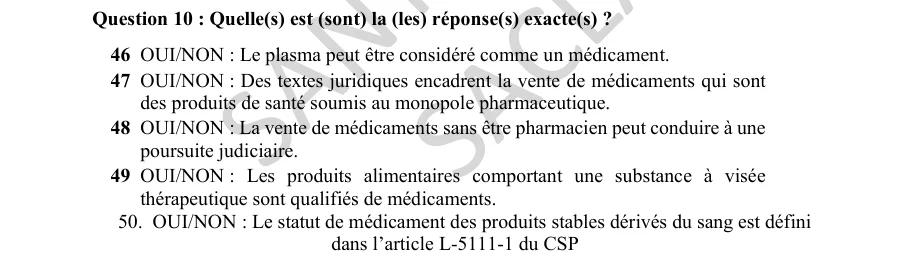 Question 10 : Quelle(s) est (sont) la (les) réponse(s) exacte(s) ?
46 OUI/NON : Le plasma peut être considéré comme un médicament.
47 OUI/NON : Des textes juridiques encadrent la vente de médicaments qui sont
des produits de santé soumis au monopole pharmaceutique.
48 OUI/NON : La vente de médicaments sans être pharmacien peut conduire à une
poursuite judiciaire.
49 OUI/NON : Les produits alimentaires comportant une substance à visée
thérapeutique sont qualifiés de médicaments.
50. OUI/NON : Le statut de médicament des produits stables dérivés du sang est défini
dans l’article L-5111-1 du CSP